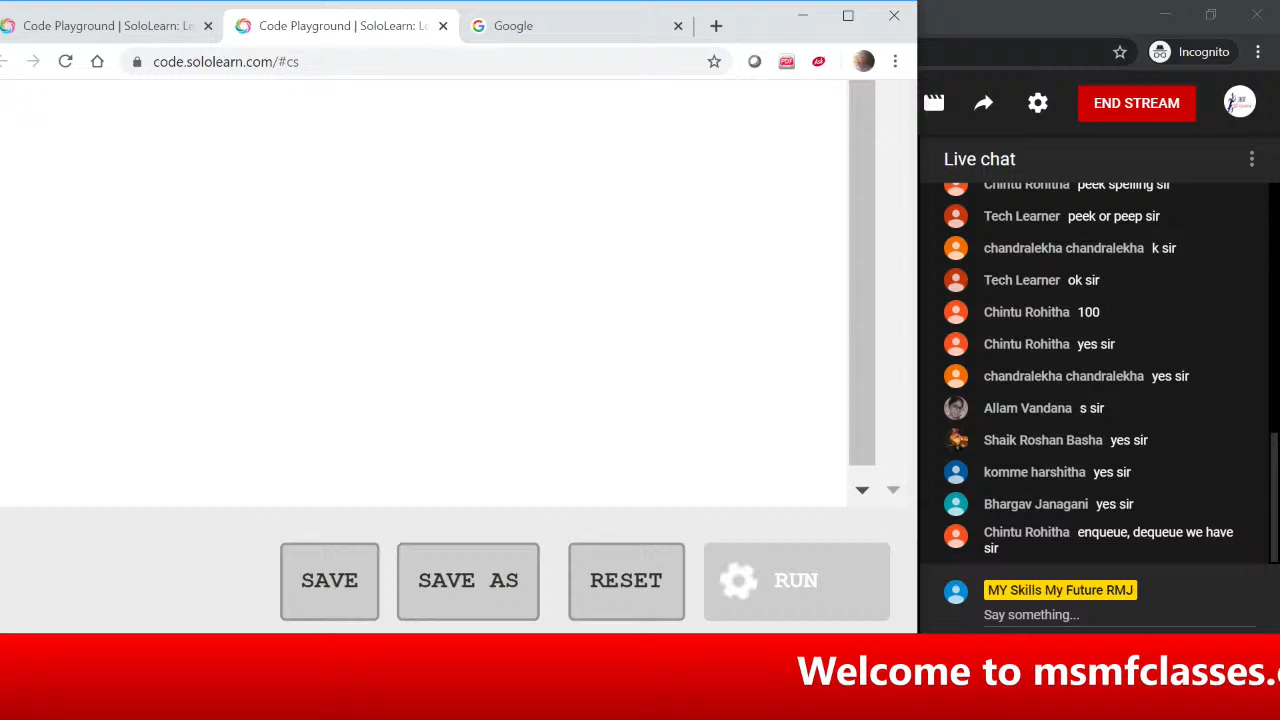 Code Playground | SoloLearn: Le
Code Playground | SoloLearn: Le
Google
code.sololearn.com/#cs
PDF
Ask
Incognito
END STREAM
Live chat
Chintu Rohitha peek spelling sir
Tech Learner peek or peep sir
chandralekha chandralekha k sir
Tech Learner ok sir
Chintu Rohitha 100
Chintu Rohitha yes sir
chandralekha chandralekha yes sir
Allam Vandana s sir
Shaik Roshan Basha yes sir
komme harshitha yes sir
Bhargav Janagani yes sir
Chintu Rohitha enqueue, dequeue we have
sir
MY Skills My Future RMJ
Say something...
SAVE
SAVE AS
RESET
RUN
Welcome to msmfclasses.